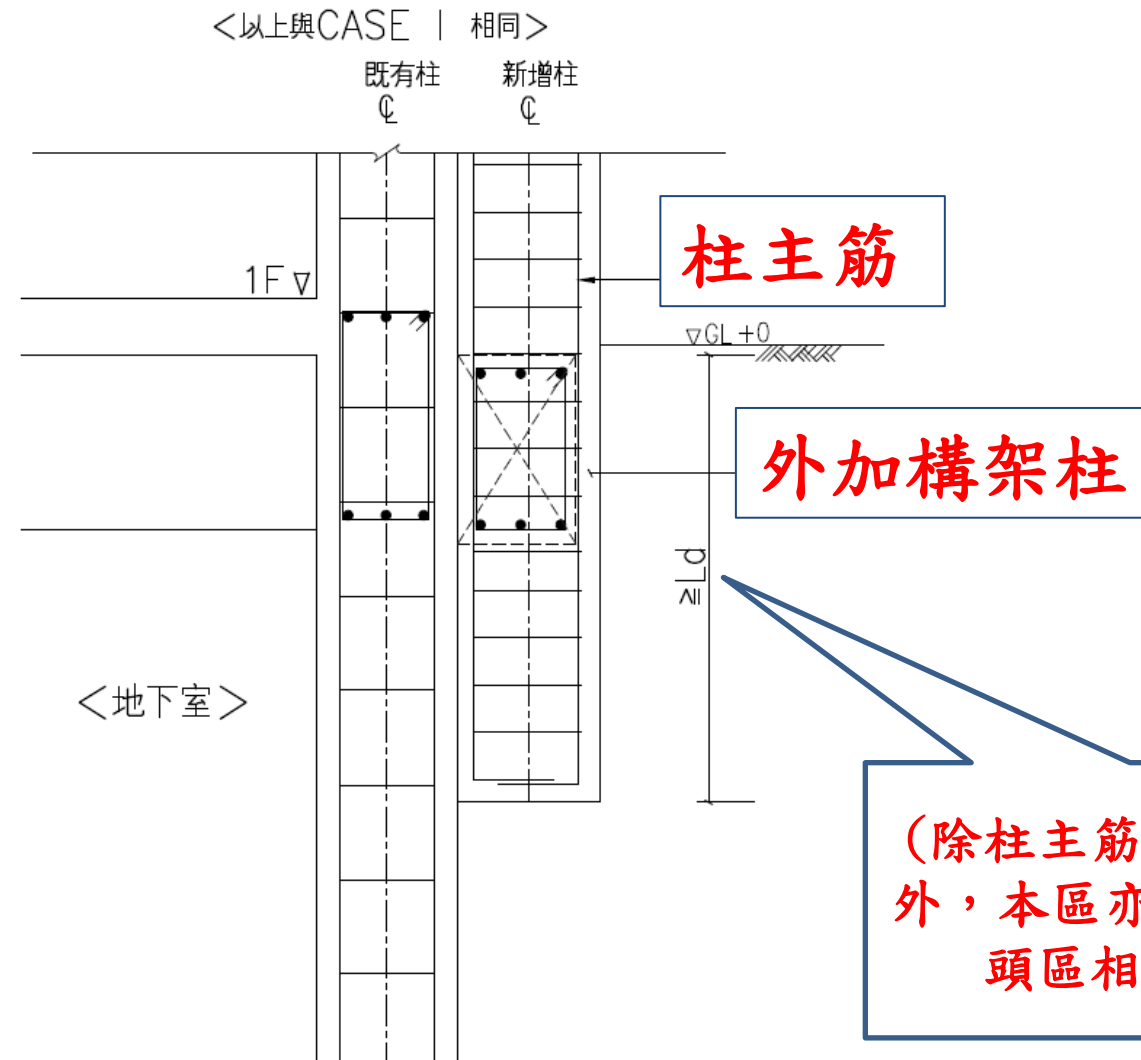 <以上與CASE I 相同>
既有柱 新增柱
℄ ℄
柱主筋
1F ▽
▽GL+0
外加構架柱
≧Ld
<地下室>
(除柱主筋
外，本區亦
頭區相